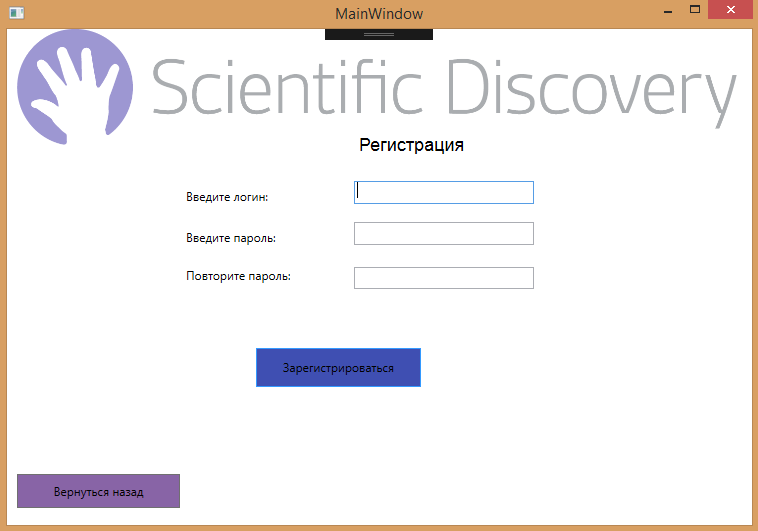 MainWindow
Scientific Discovery
Регистрация
Введите логин:
Введите пароль:
Повторите пароль:
Зарегистрироваться
Вернуться назад